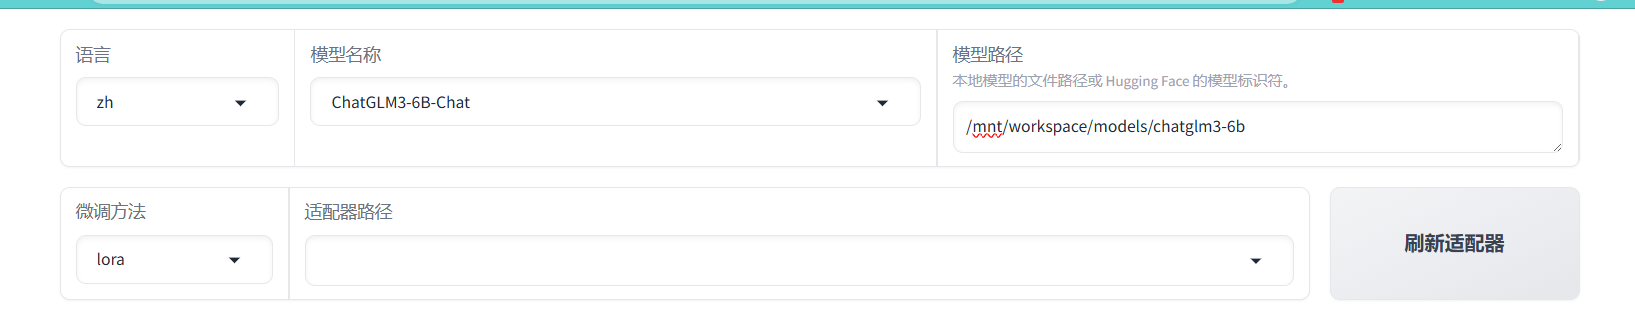 语言
zh
模型名称
ChatGLM3-6B-Chat
模型路径
本地模型的文件路径或 Hugging Face 的模型标识符。
/mnt/workspace/models/chatglm3-6b
微调方法
lora
适配器路径
刷新适配器